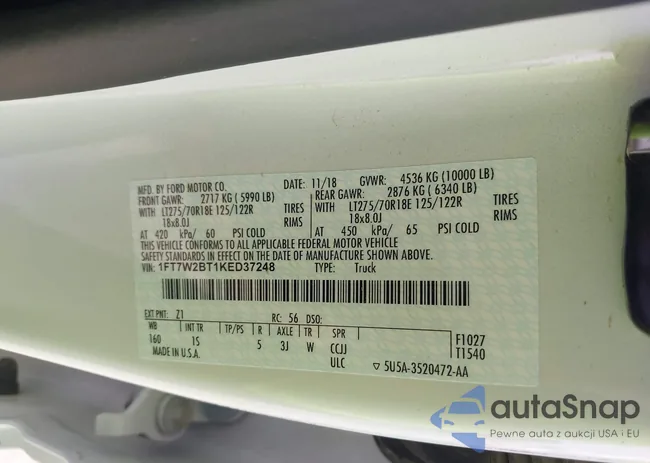 MFD. BY FORD MOTOR CO.
DATE: 11/18 GVWR: 4536 KG (10000 LB)
FRONT GAWR: 2717 KG (5990 LB)
REAR GAWR: 2876 KG (6340 LB)
WITH LT275/70R18E 125/122R TIRES
WITH LT275/70R18E 125/122R TIRES
18x8.0J RIMS
18x8.0J RIMS
AT 420 kPa/ 60 PSI COLD
AT 450 kPa/ 65 PSI COLD
THIS VEHICLE CONFORMS TO ALL APPLICABLE FEDERAL MOTOR VEHICLE
SAFETY STANDARDS IN EFFECT ON THE DATE OF MANUFACTURE SHOWN ABOVE.
VIN: 1FT7W2BT1KED37248 TYPE: Truck
EXT PNT: Z1 RC: 56 DSO:
WB INT TR TP/PS R AXLE TR SPR F1027
160 1S 5 3J W CCJJ T1540
MADE IN U.S.A. ULC ▽ 5U5A-3520472-AA
autaSnap
Pewne auta z aukcji USA i EU